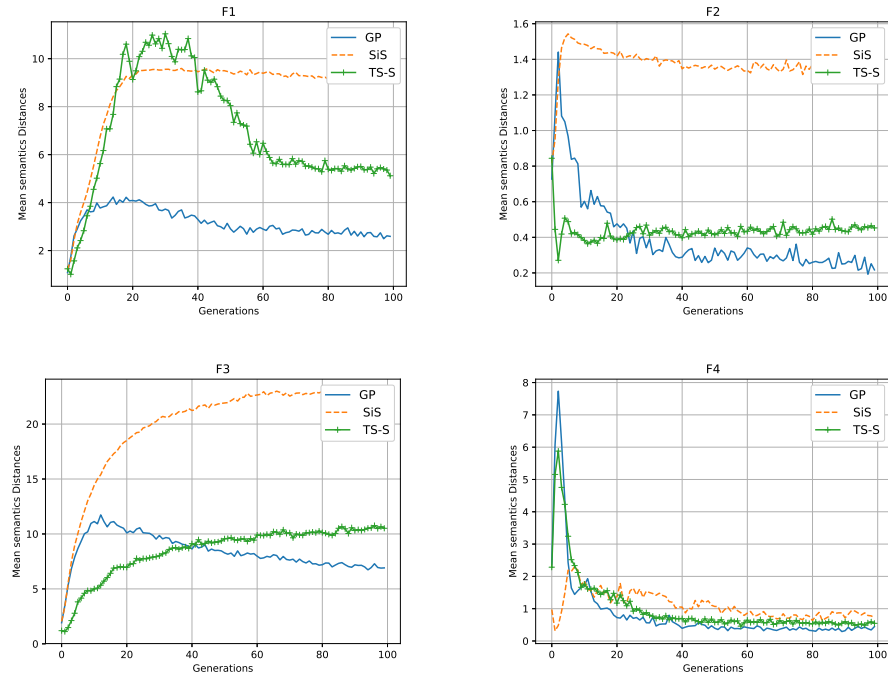 F1
GP
SiS
TS-S
10
8
6
4
2
0
20
40
60
80
100
Mean semantics Distances
Generations
F2
GP
SiS
TS-S
1.6
1.4
1.2
1.0
0.8
0.6
0.4
0.2
0
20
40
60
80
100
Mean semantics Distances
Generations
F3
GP
SiS
TS-S
20
15
10
5
0
0
20
40
60
80
100
Mean semantics Distances
Generations
F4
GP
SiS
TS-S
8
7
6
5
4
3
2
1
0
0
20
40
60
80
100
Mean semantics Distances
Generations